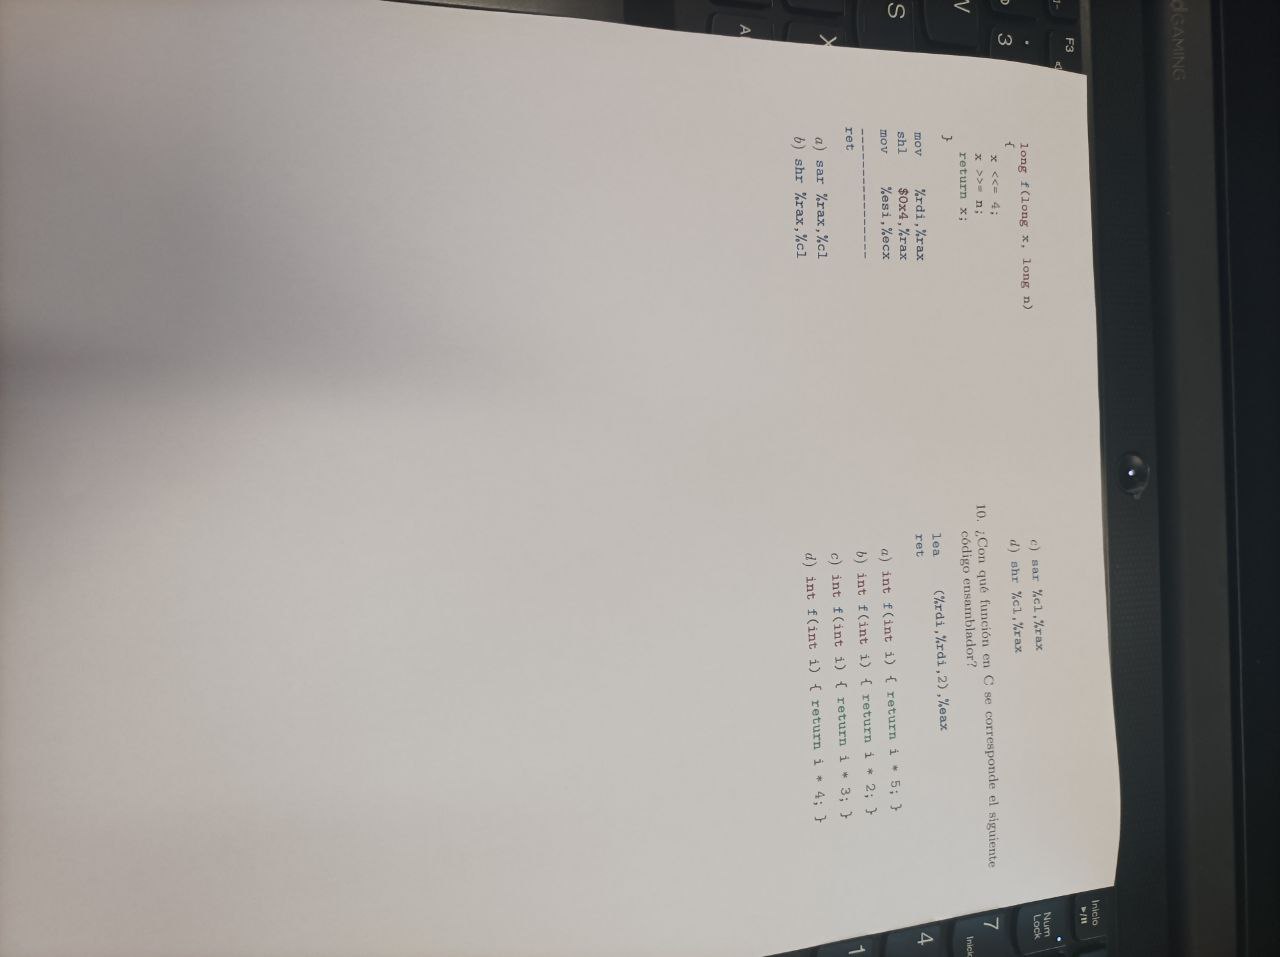 GAMING
F3
3
S
X
A
Inicio
Num
Lock
7
Inicio
4
1
long f(long x, long n)
{
x <<= 4;
x >>= n;
return x;
}
mov %rdi,%rax
shl $0x4,%rax
mov %esi,%ecx
----------------
ret
a) sar %rax,%cl
b) shr %rax,%cl
c) sar %cl,%rax
d) shr %cl,%rax
10. ¿Con qué función en C se corresponde el siguiente
código ensamblador?
lea (%rdi,%rdi,2),%eax
ret
a) int f(int i) { return i * 5; }
b) int f(int i) { return i * 2; }
c) int f(int i) { return i * 3; }
d) int f(int i) { return i * 4; }